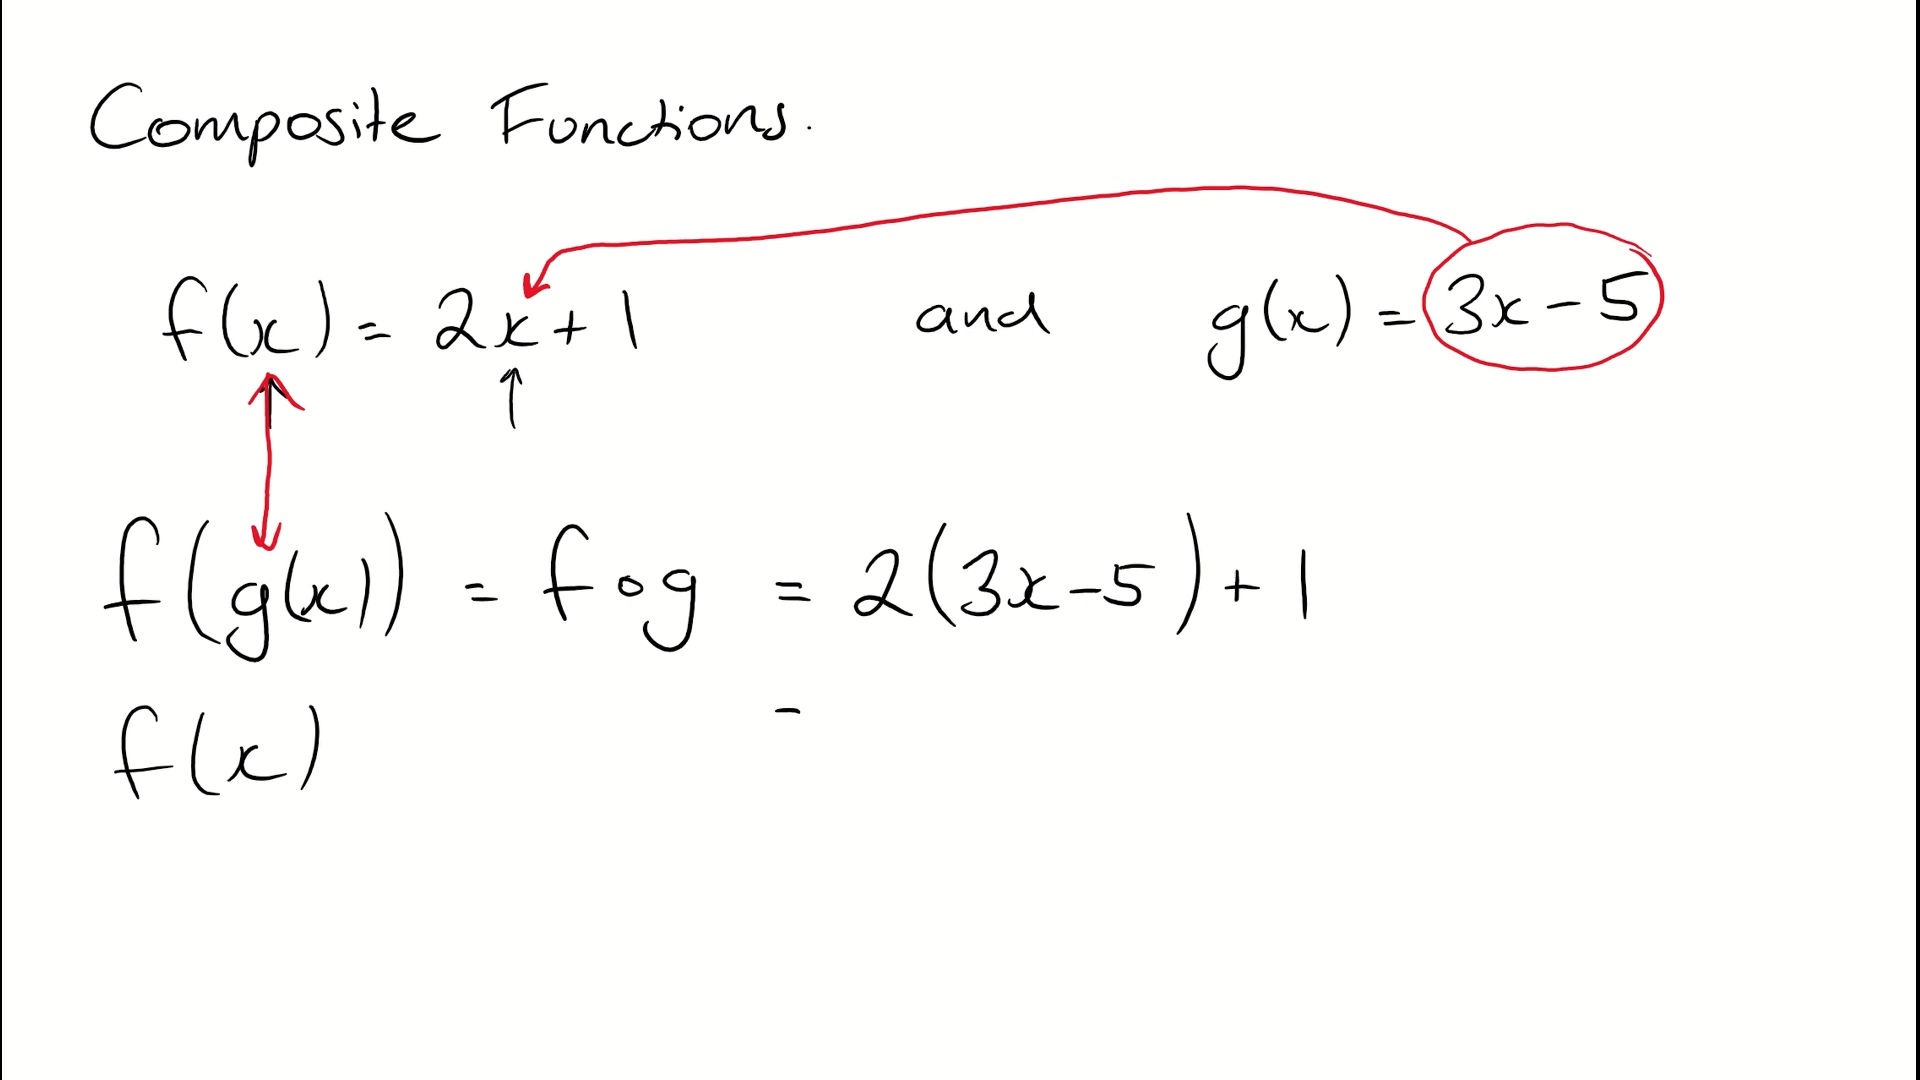 Composite Functions.
f(x) = 2x + 1 and g(x) = 3x - 5
f(g(x)) = f∘g = 2(3x-5) + 1
f(x) -